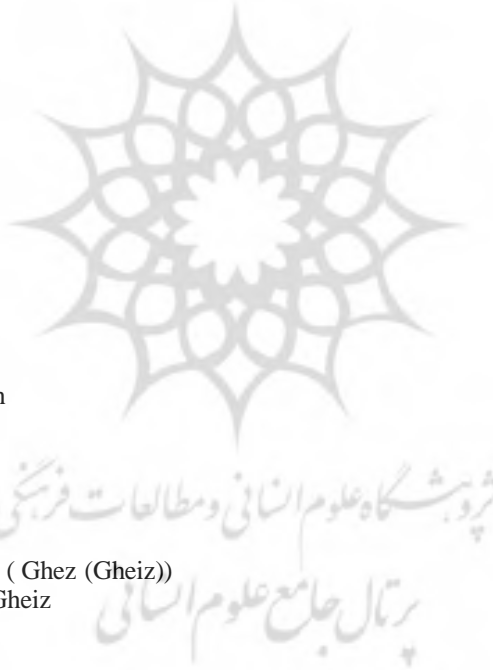 n
پژوهشگاه علوم انسانی و مطالعات فرهنگی
( Ghez (Gheiz))
Gheiz
پرتال جامع علوم انسانی